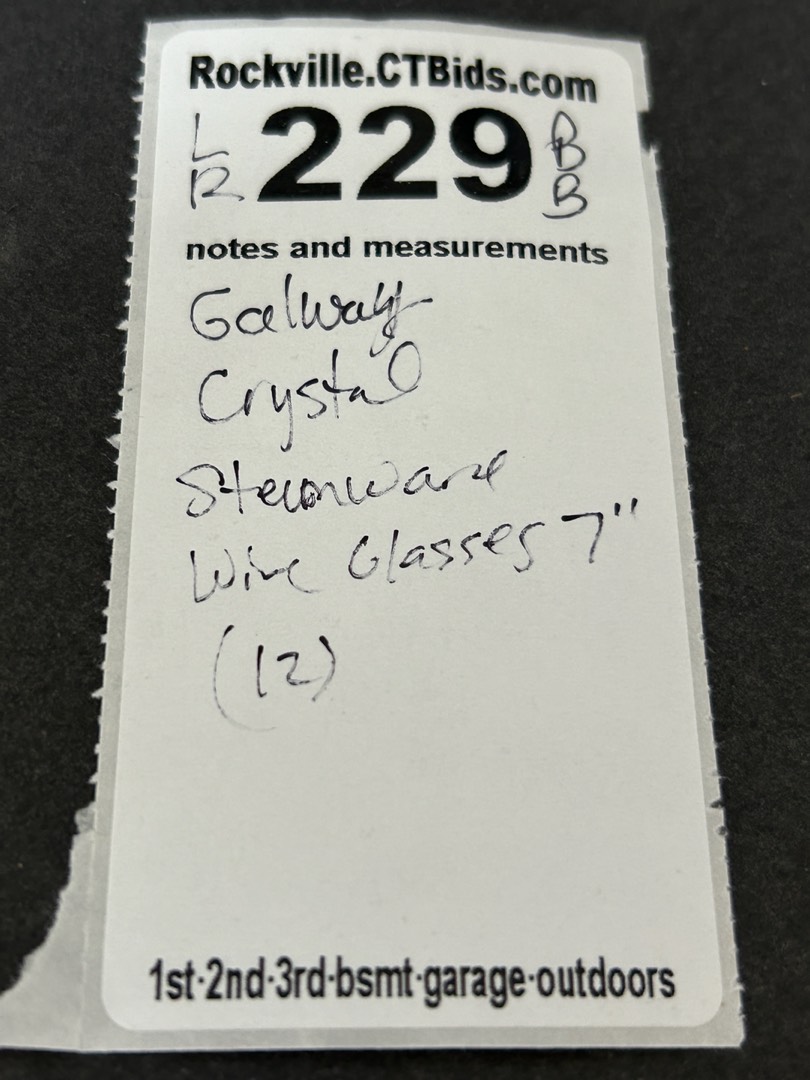 Rockville.CTBids.com
LR 229 BB
notes and measurements
Galway
Crystal
Stemware
Wine Glasses 7"
(12)
1st·2nd·3rd·bsmt·garage·outdoors